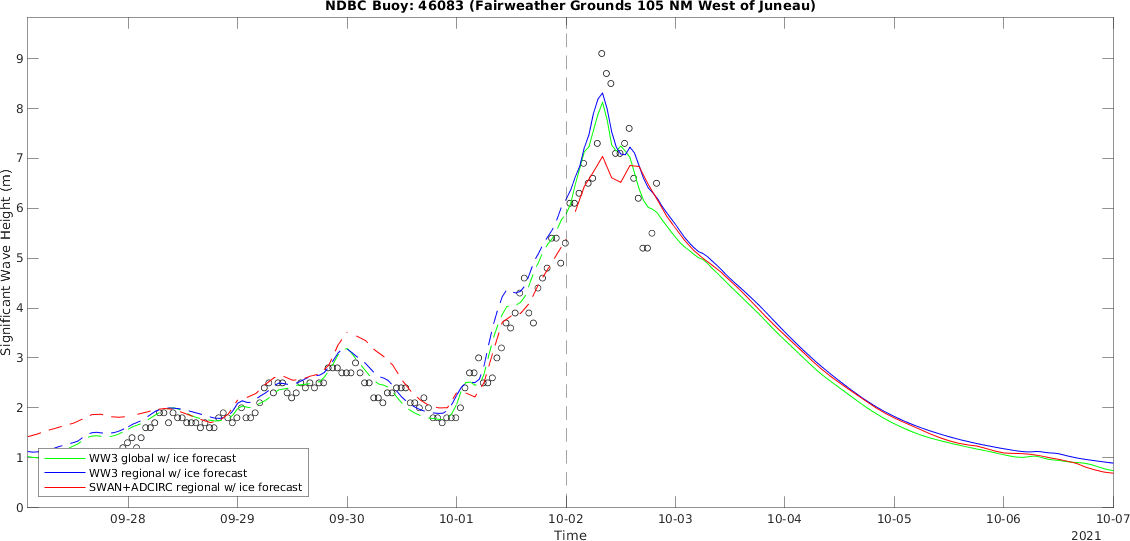 NDBC Buoy: 46083 (Fairweather Grounds 105 NM West of Juneau)
Significant Wave Height (m)
9
8
7
6
5
4
3
2
1
0
WW3 global w/ ice forecast
WW3 regional w/ ice forecast
SWAN+ADCIRC regional w/ ice forecast
09-28 09-29 09-30 10-01 10-02 10-03 10-04 10-05 10-06 10-07
Time
2021